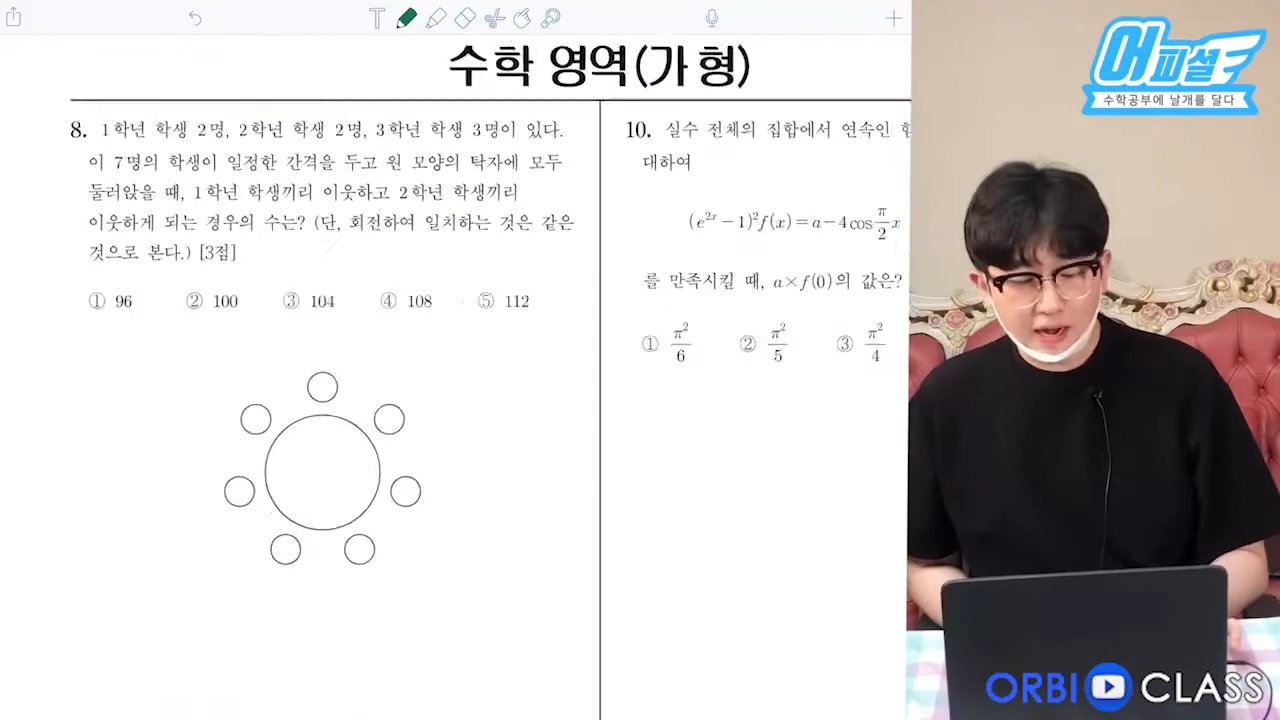 수학 영역(가 형)
8. 1학년 학생 2명, 2학년 학생 2명, 3학년 학생 3명이 있다.
이 7명의 학생이 일정한 간격을 두고 원 모양의 탁자에 모두
둘러앉을 때, 1학년 학생끼리 이웃하고 2학년 학생끼리
이웃하게 되는 경우의 수는? (단, 회전하여 일치하는 것은 같은
것으로 본다.) [3점]
① 96 ② 100 ③ 104 ④ 108 ⑤ 112
10. 실수 전체의 집합에서 연속인
대하여
(e^{2x}-1)^2 f(x)=a-4cos π/2 x
를 만족시킬 때, a×f(0)의 값은?
① π²/6 ② π²/5 ③ π²/4
어피셜
수학공부에 날개를 달다
ORBI CLASS